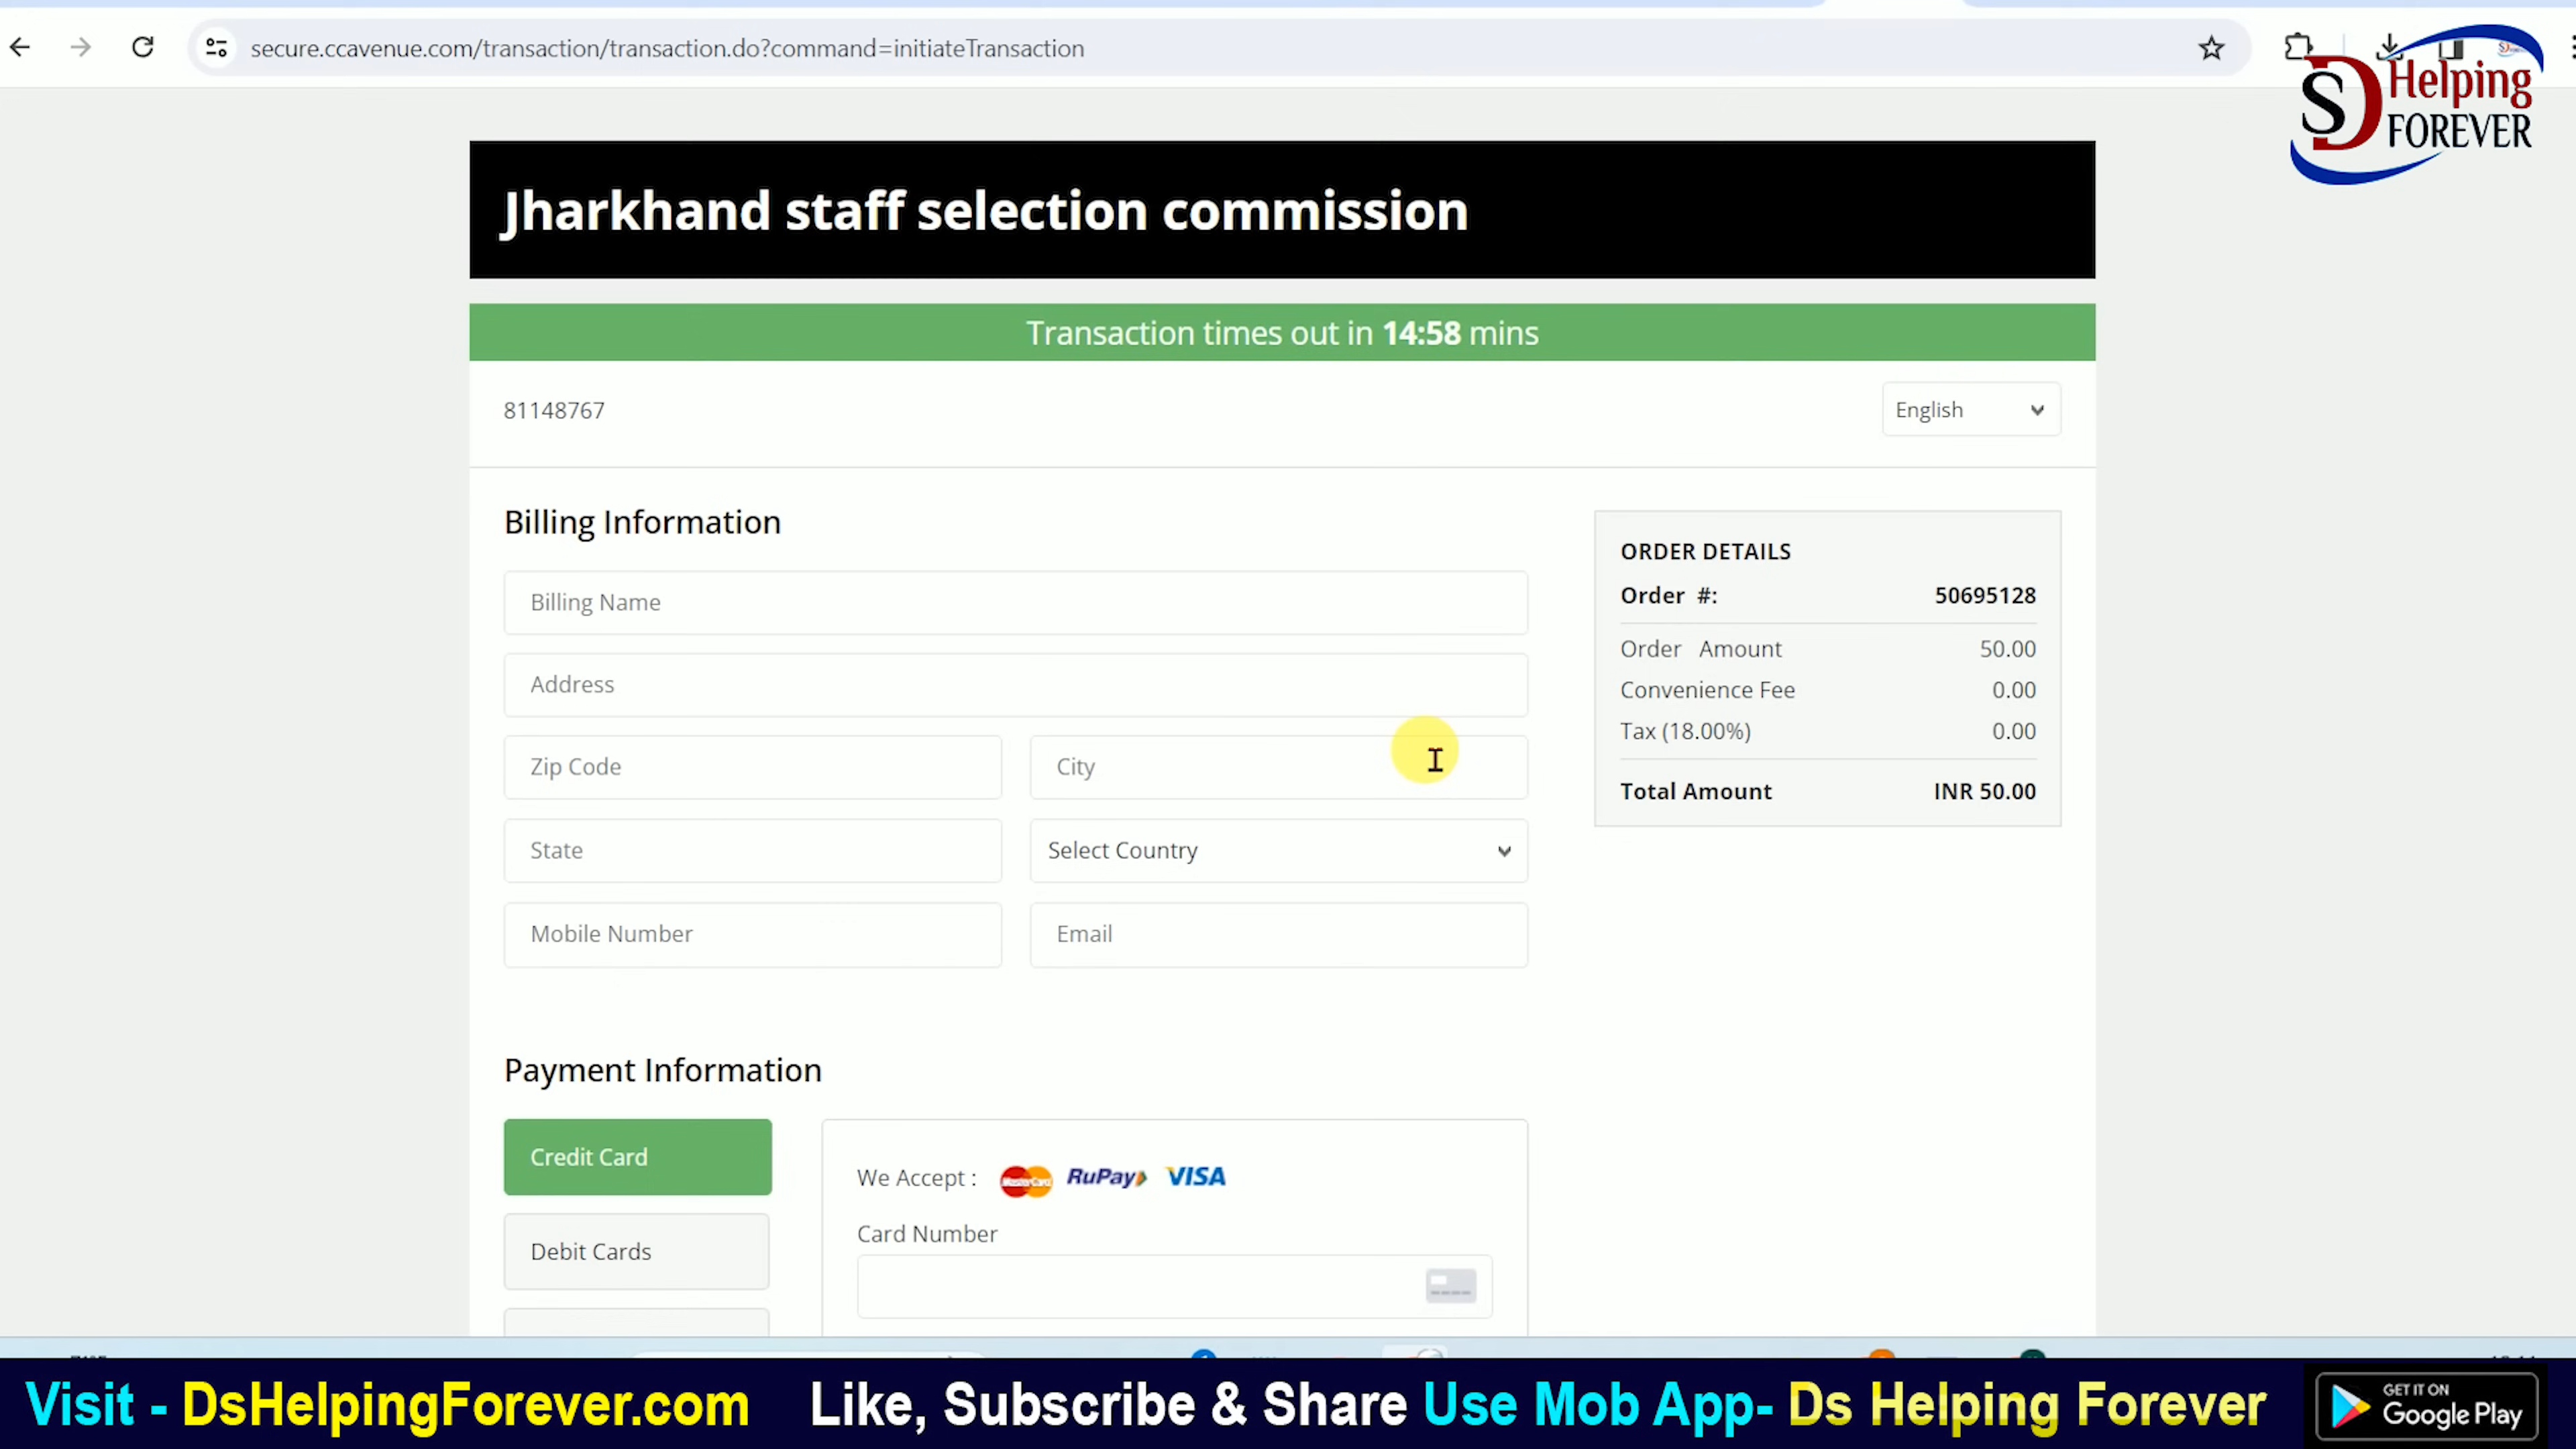 secure.ccavenue.com/transaction/transaction.do?command=initiateTransaction
SD Helping
FOREVER
Jharkhand staff selection commission
Transaction times out in 14:58 mins
81148767
English
Billing Information
Billing Name
Address
Zip Code
City
State
Select Country
Mobile Number
Email
ORDER DETAILS
Order #: 50695128
Order Amount 50.00
Convenience Fee 0.00
Tax (18.00%) 0.00
Total Amount INR 50.00
Payment Information
Credit Card
Debit Cards
We Accept : MasterCard RuPay VISA
Card Number
Visit - DsHelpingForever.com Like, Subscribe & Share Use Mob App- Ds Helping Forever
GET IT ON
Google Play